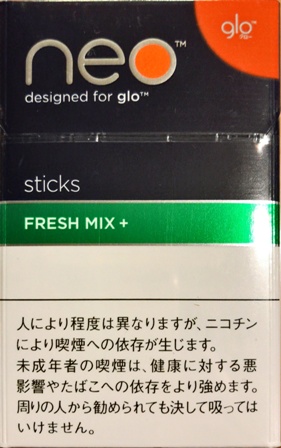 glo™
neo™
designed for glo™
sticks
FRESH MIX +
人により程度は異なりますが、ニコチン
により喫煙への依存が生じます。
未成年者の喫煙は、健康に対する悪
影響やたばこへの依存をより強めます。
周りの人から勧められても決して吸っては
いけません。